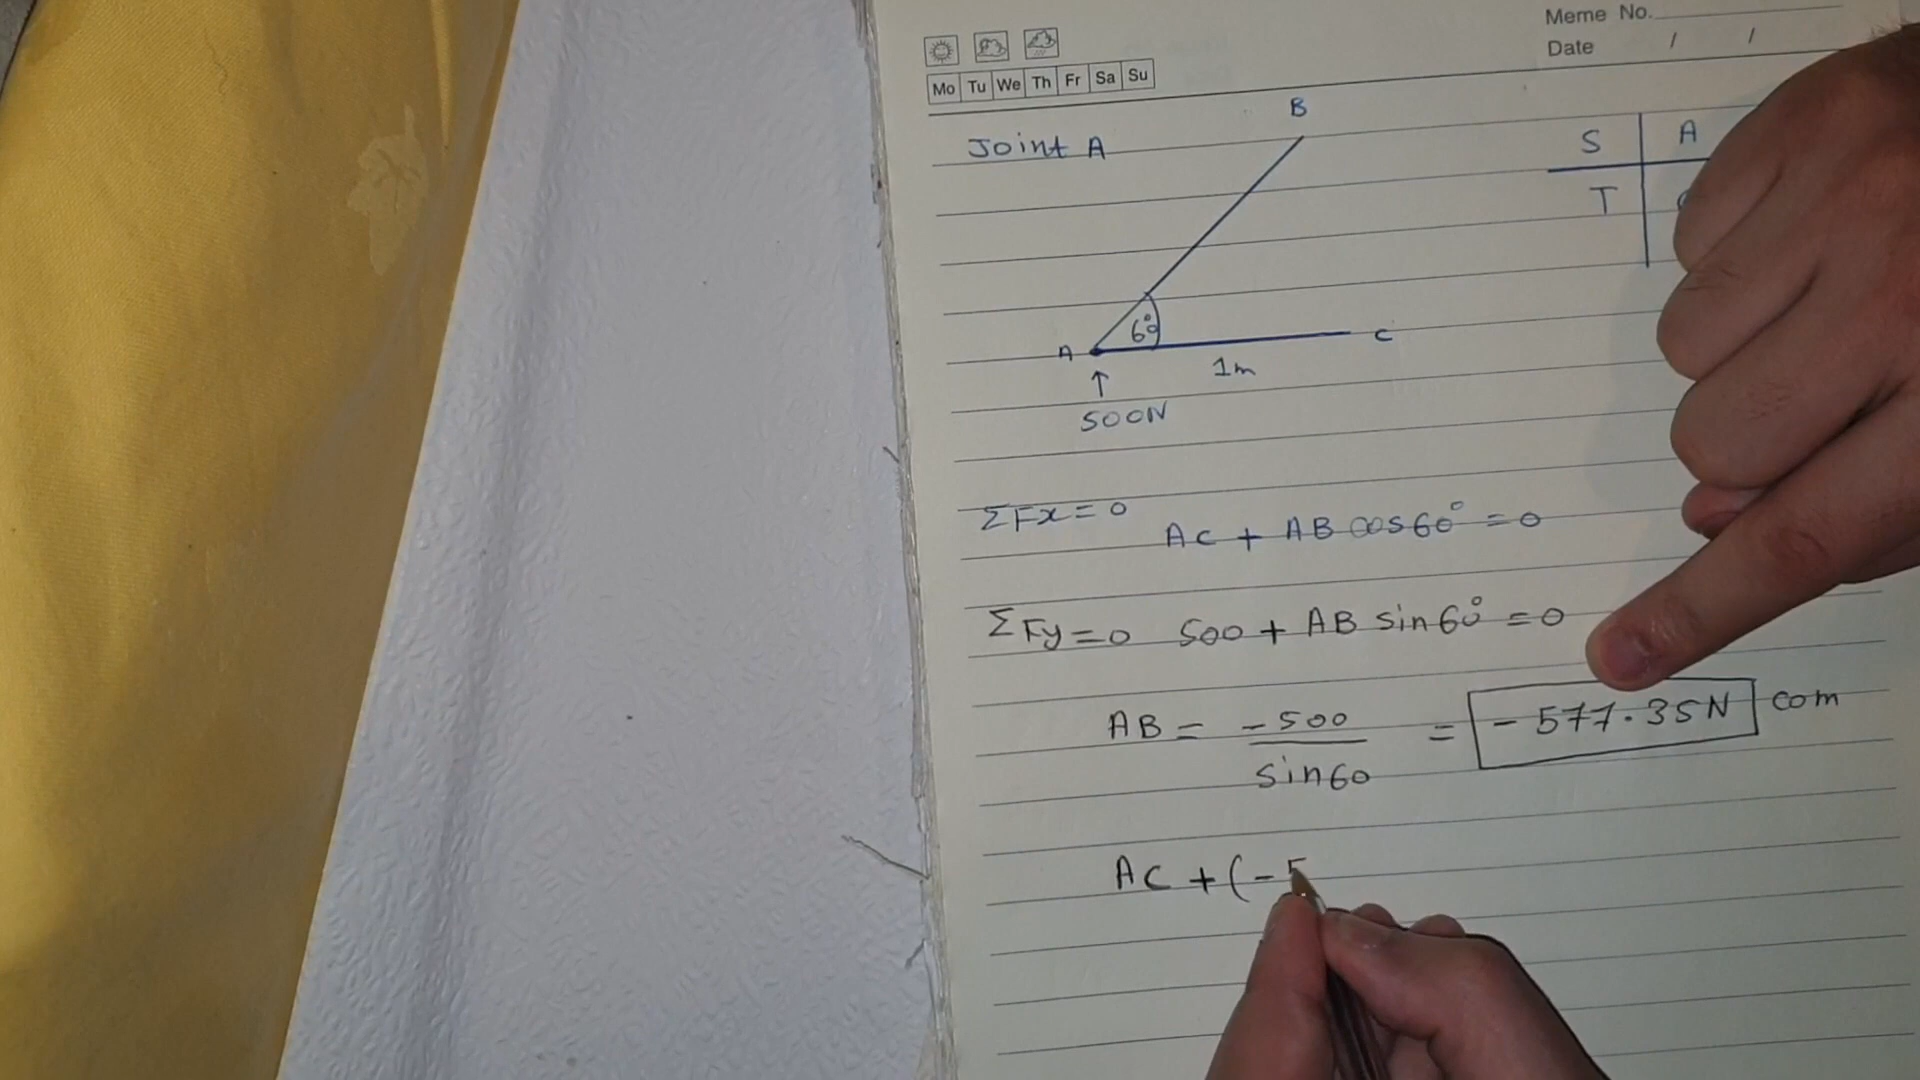 Meme No.
Date / /
Mo Tu We Th Fr Sa Su
B
Joint A
S A
T
60°
A
C
1m
↑
500N
ΣFx=0 AC + AB cos60° = 0
ΣFy=0 500 + AB sin60° = 0
AB = -500 / sin60 = -577.35N com
AC + (-5